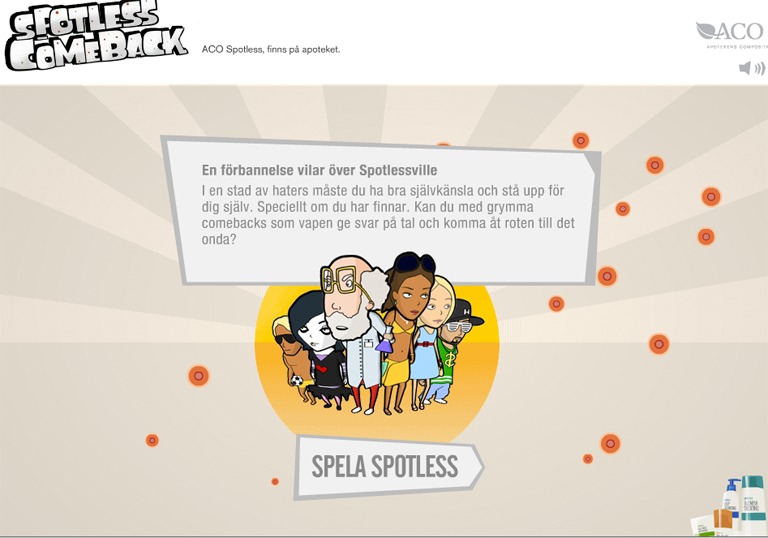 SPOTLESS
COMEBACK
ACO Spotless, finns på apoteket.
ACO
En förbannelse vilar över Spotlessville
I en stad av haters måste du ha bra självkänsla och stå upp för
dig själv. Speciellt om du har finnar. Kan du med grymma
comebacks som vapen ge svar på tal och komma åt roten till det
onda?
SPELA SPOTLESS